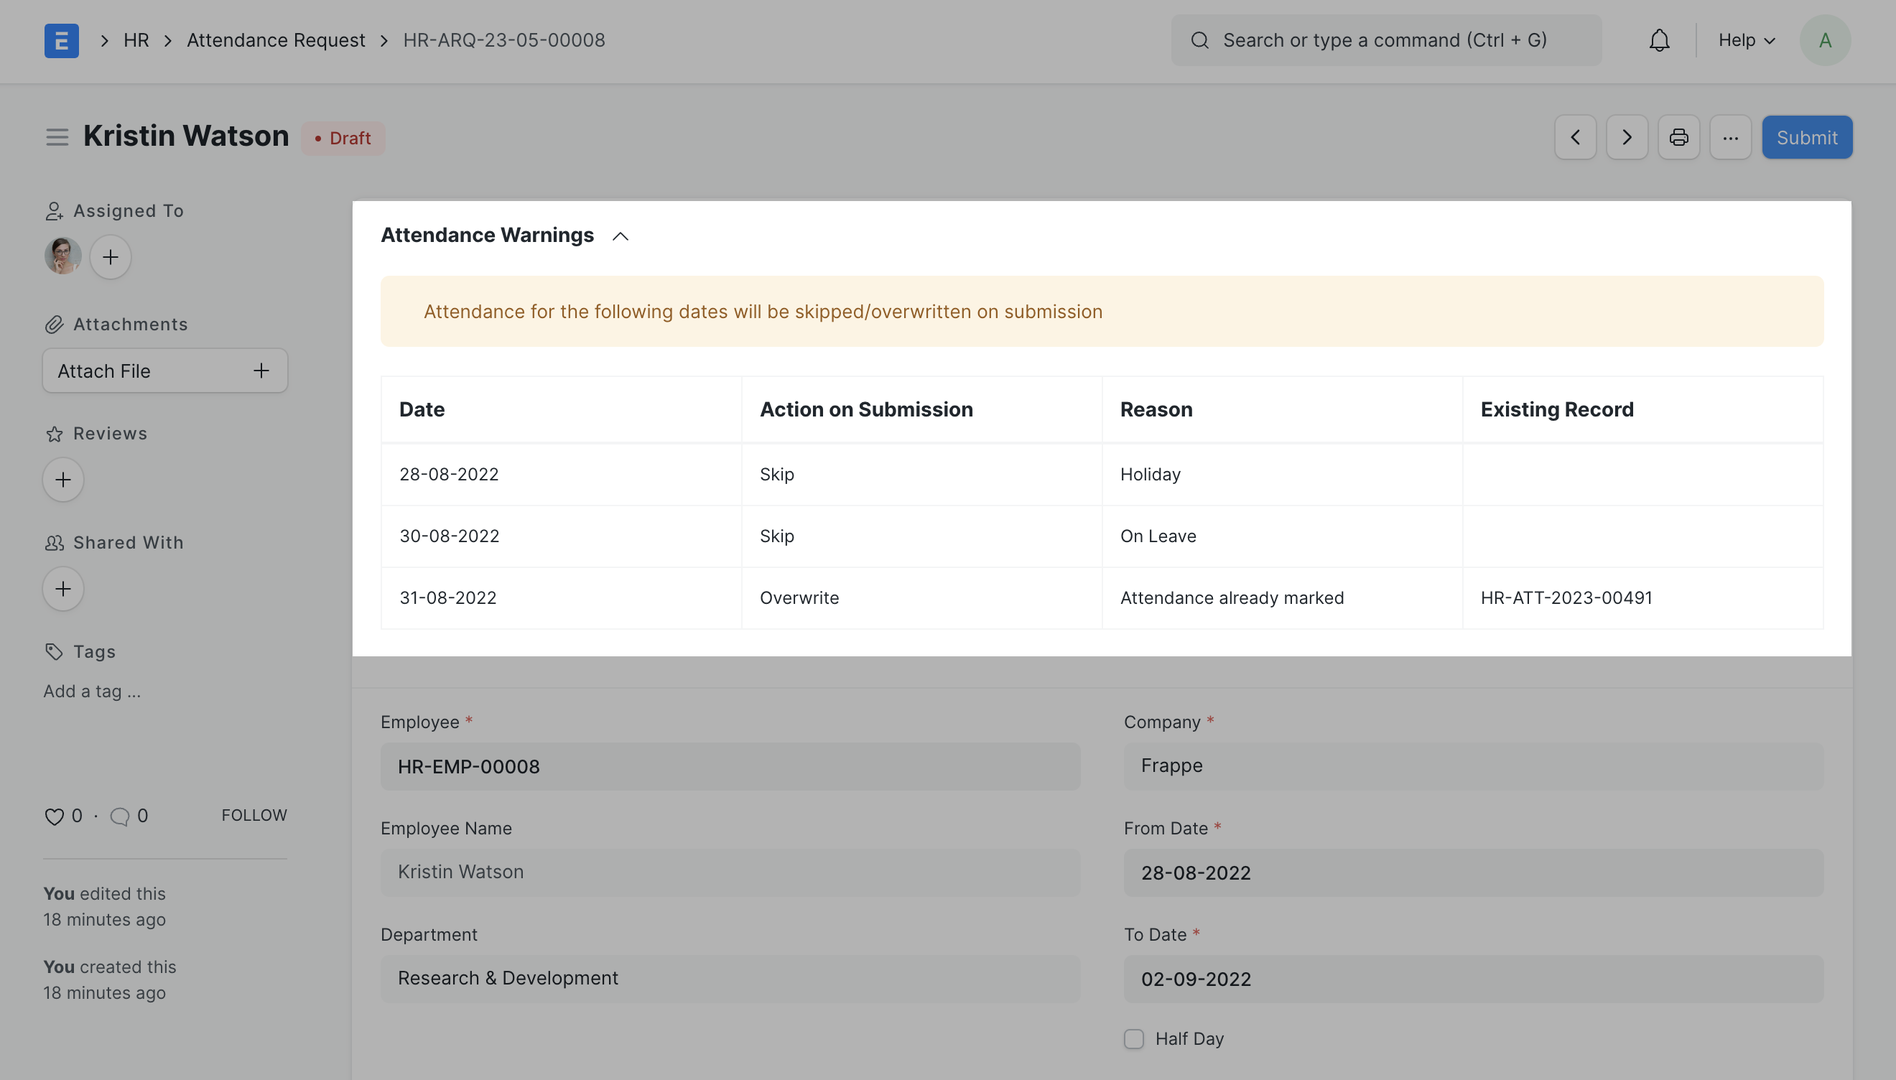 E
HR
Attendance Request
HR-ARQ-23-05-00008
Search or type a command (Ctrl + G)
Help
A
Kristin Watson
Draft
Submit
Assigned To
Attachments
Attach File
Reviews
Shared With
Tags
Add a tag ...
0 · 0
FOLLOW
You edited this
18 minutes ago
You created this
18 minutes ago
Attendance Warnings
Attendance for the following dates will be skipped/overwritten on submission
Date Action on Submission Reason Existing Record
28-08-2022 Skip Holiday
30-08-2022 Skip On Leave
31-08-2022 Overwrite Attendance already marked HR-ATT-2023-00491
Employee *
HR-EMP-00008
Employee Name
Kristin Watson
Department
Research & Development
Company *
Frappe
From Date *
28-08-2022
To Date *
02-09-2022
Half Day